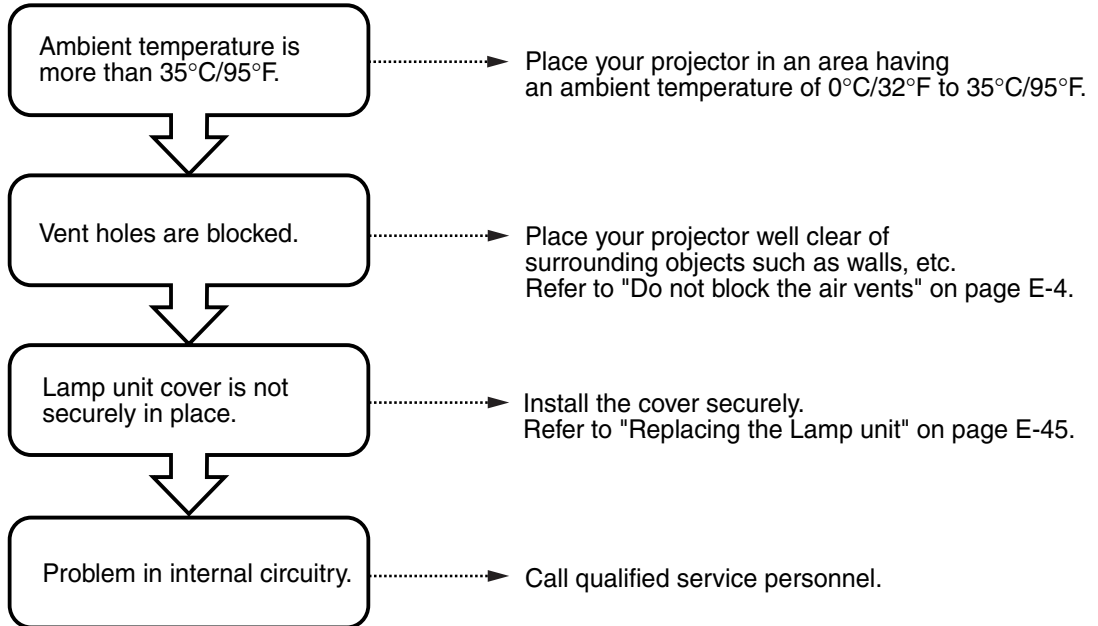 Ambient temperature is
more than 35°C/95°F.
Place your projector in an area having
an ambient temperature of 0°C/32°F to 35°C/95°F.
Vent holes are blocked.
Place your projector well clear of
surrounding objects such as walls, etc.
Refer to "Do not block the air vents" on page E-4.
Lamp unit cover is not
securely in place.
Install the cover securely.
Refer to "Replacing the Lamp unit" on page E-45.
Problem in internal circuitry.
Call qualified service personnel.